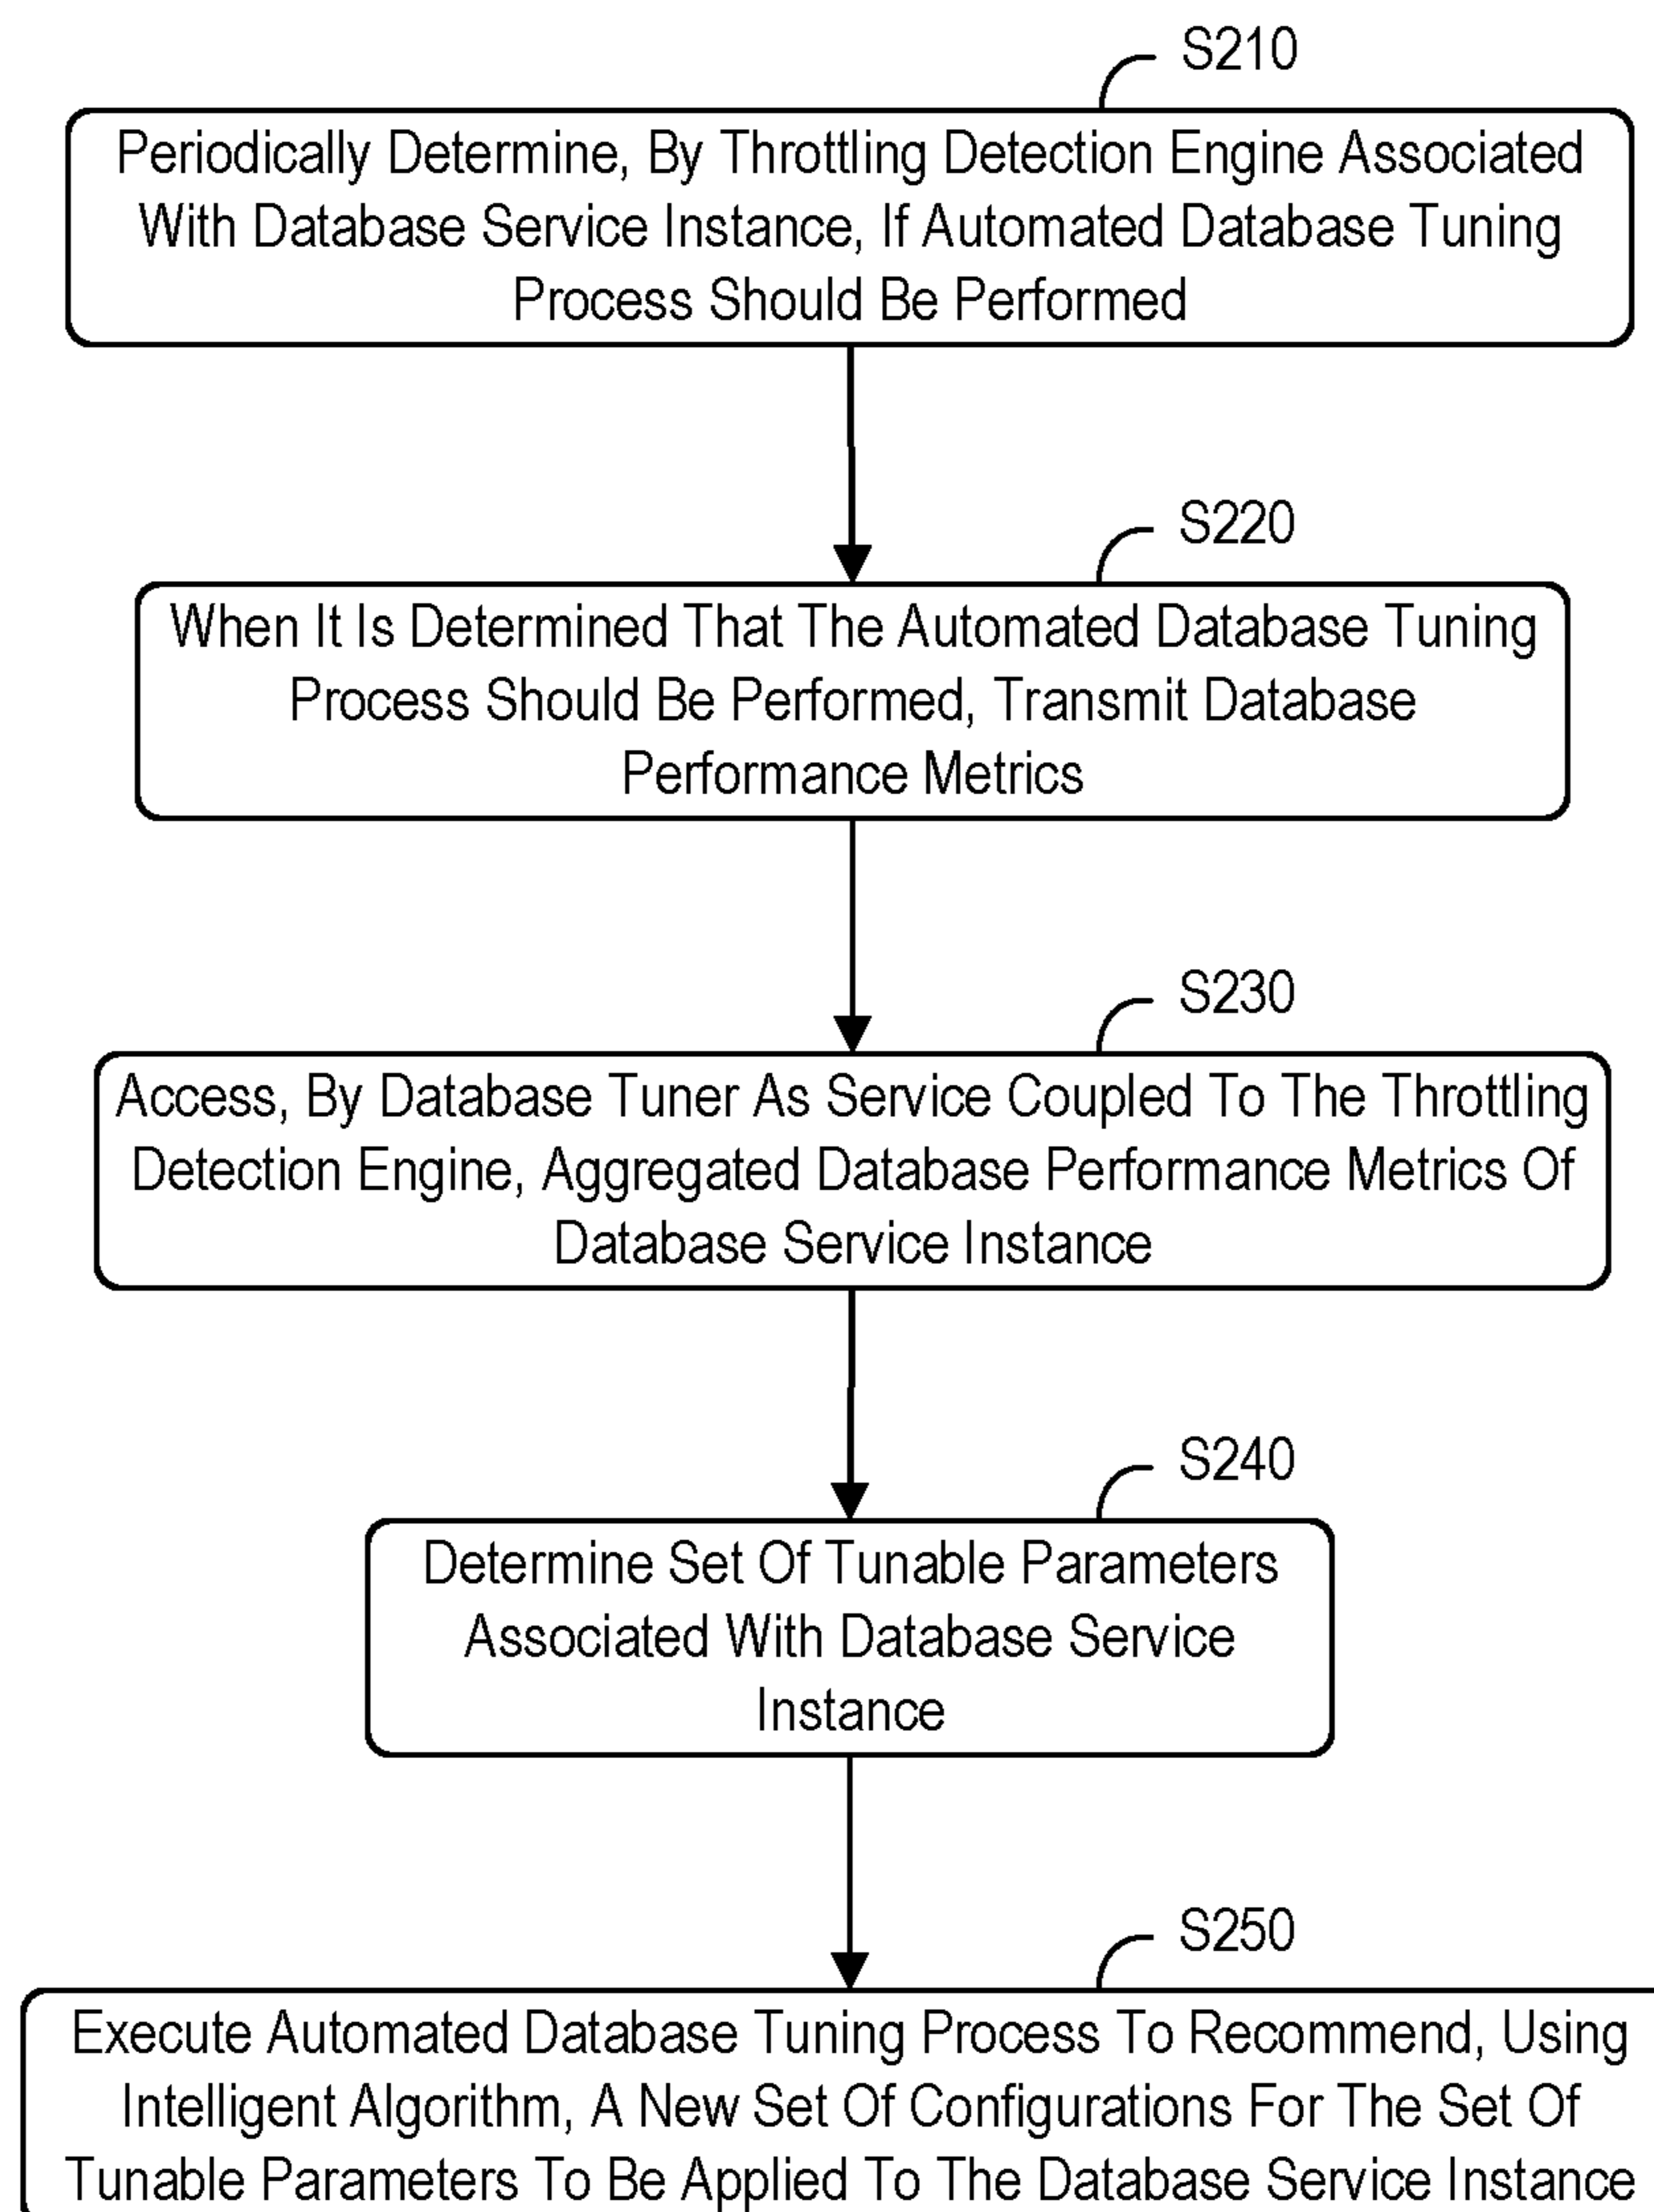 S210
Periodically Determine, By Throttling Detection Engine Associated
With Database Service Instance, If Automated Database Tuning
Process Should Be Performed
S220
When It Is Determined That The Automated Database Tuning
Process Should Be Performed, Transmit Database
Performance Metrics
S230
Access, By Database Tuner As Service Coupled To The Throttling
Detection Engine, Aggregated Database Performance Metrics Of
Database Service Instance
S240
Determine Set Of Tunable Parameters
Associated With Database Service
Instance
S250
Execute Automated Database Tuning Process To Recommend, Using
Intelligent Algorithm, A New Set Of Configurations For The Set Of
Tunable Parameters To Be Applied To The Database Service Instance